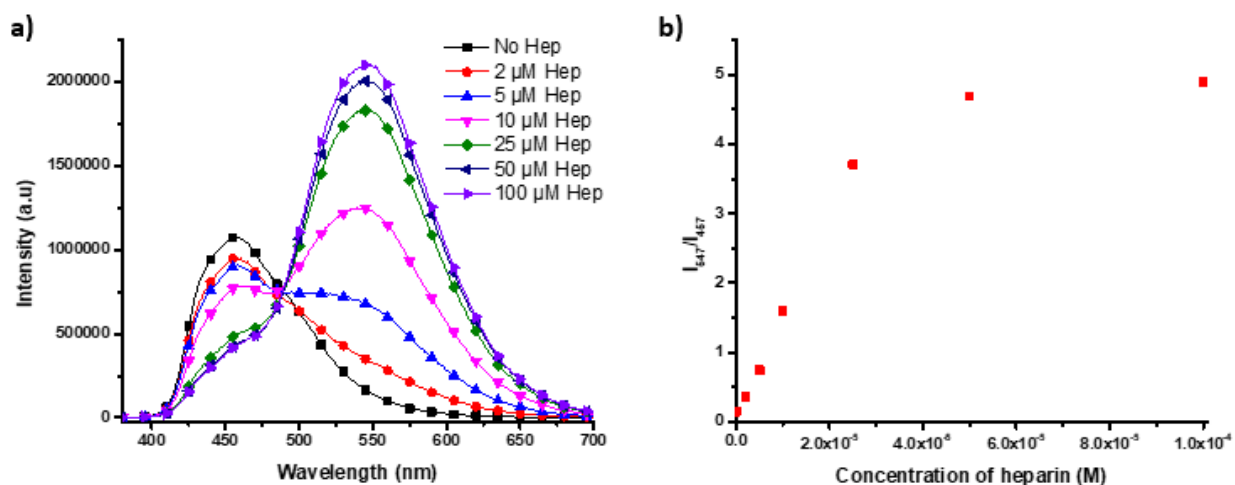 a)
Intensity (a.u)
2000000
1500000
1000000
500000
0
400
450
500
550
600
650
700
Wavelength (nm)
No Hep
2 µM Hep
5 µM Hep
10 µM Hep
25 µM Hep
50 µM Hep
100 µM Hep
b)
I₅₄₇/I₄₅₇
5
4
3
2
1
0
0.0
2.0x10⁻⁵
4.0x10⁻⁵
6.0x10⁻⁵
8.0x10⁻⁵
1.0x10⁻⁴
Concentration of heparin (M)